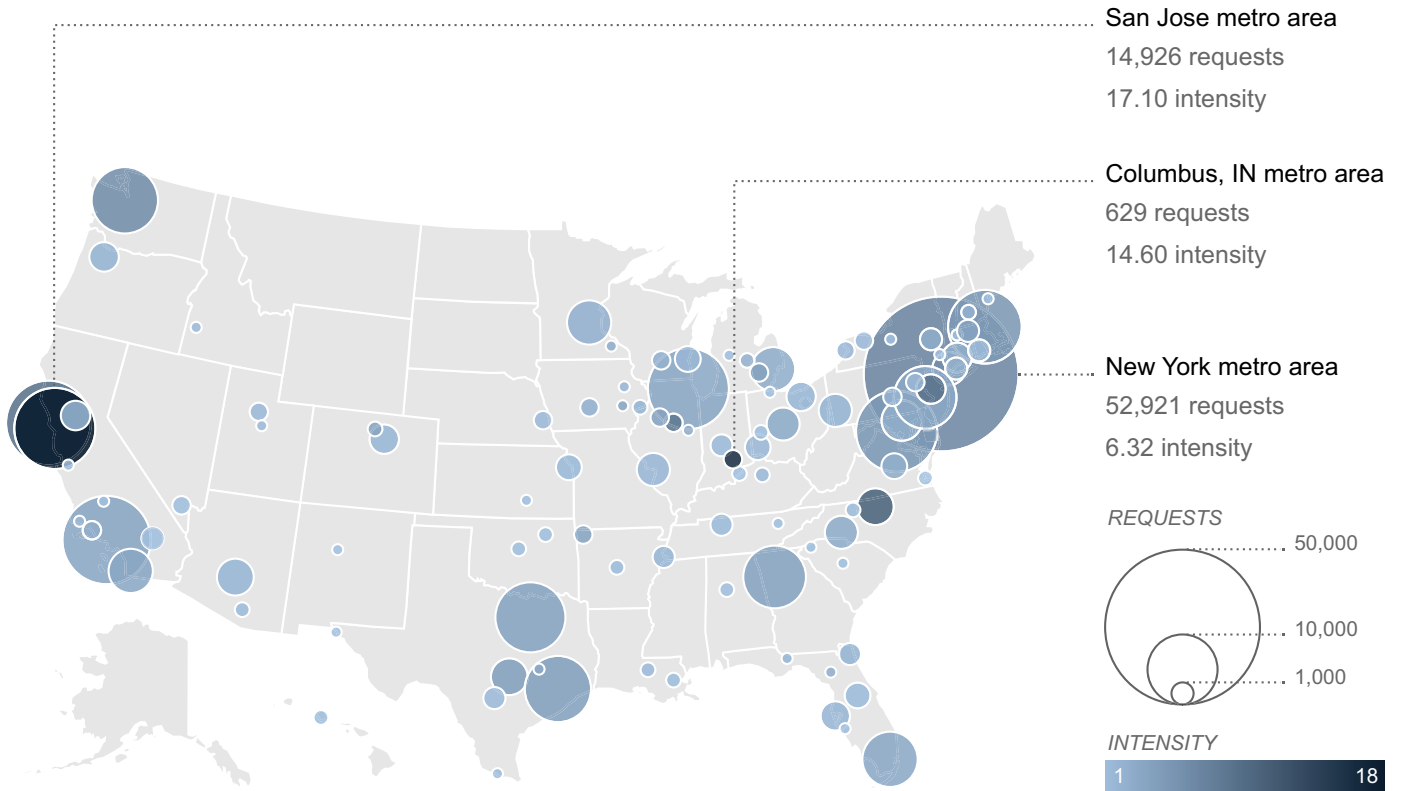 San Jose metro area
14,926 requests
17.10 intensity
Columbus, IN metro area
629 requests
14.60 intensity
New York metro area
52,921 requests
6.32 intensity
REQUESTS
50,000
10,000
1,000
INTENSITY
1 18